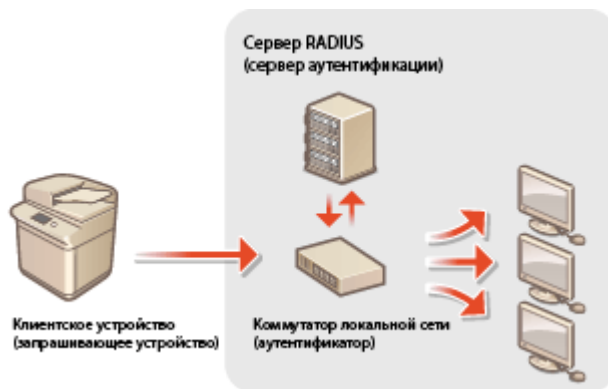 Сервер RADIUS
(сервер аутентификации)
Клиентское устройство
(запрашивающее устройство)
Коммутатор локальной сети
(аутентификатор)